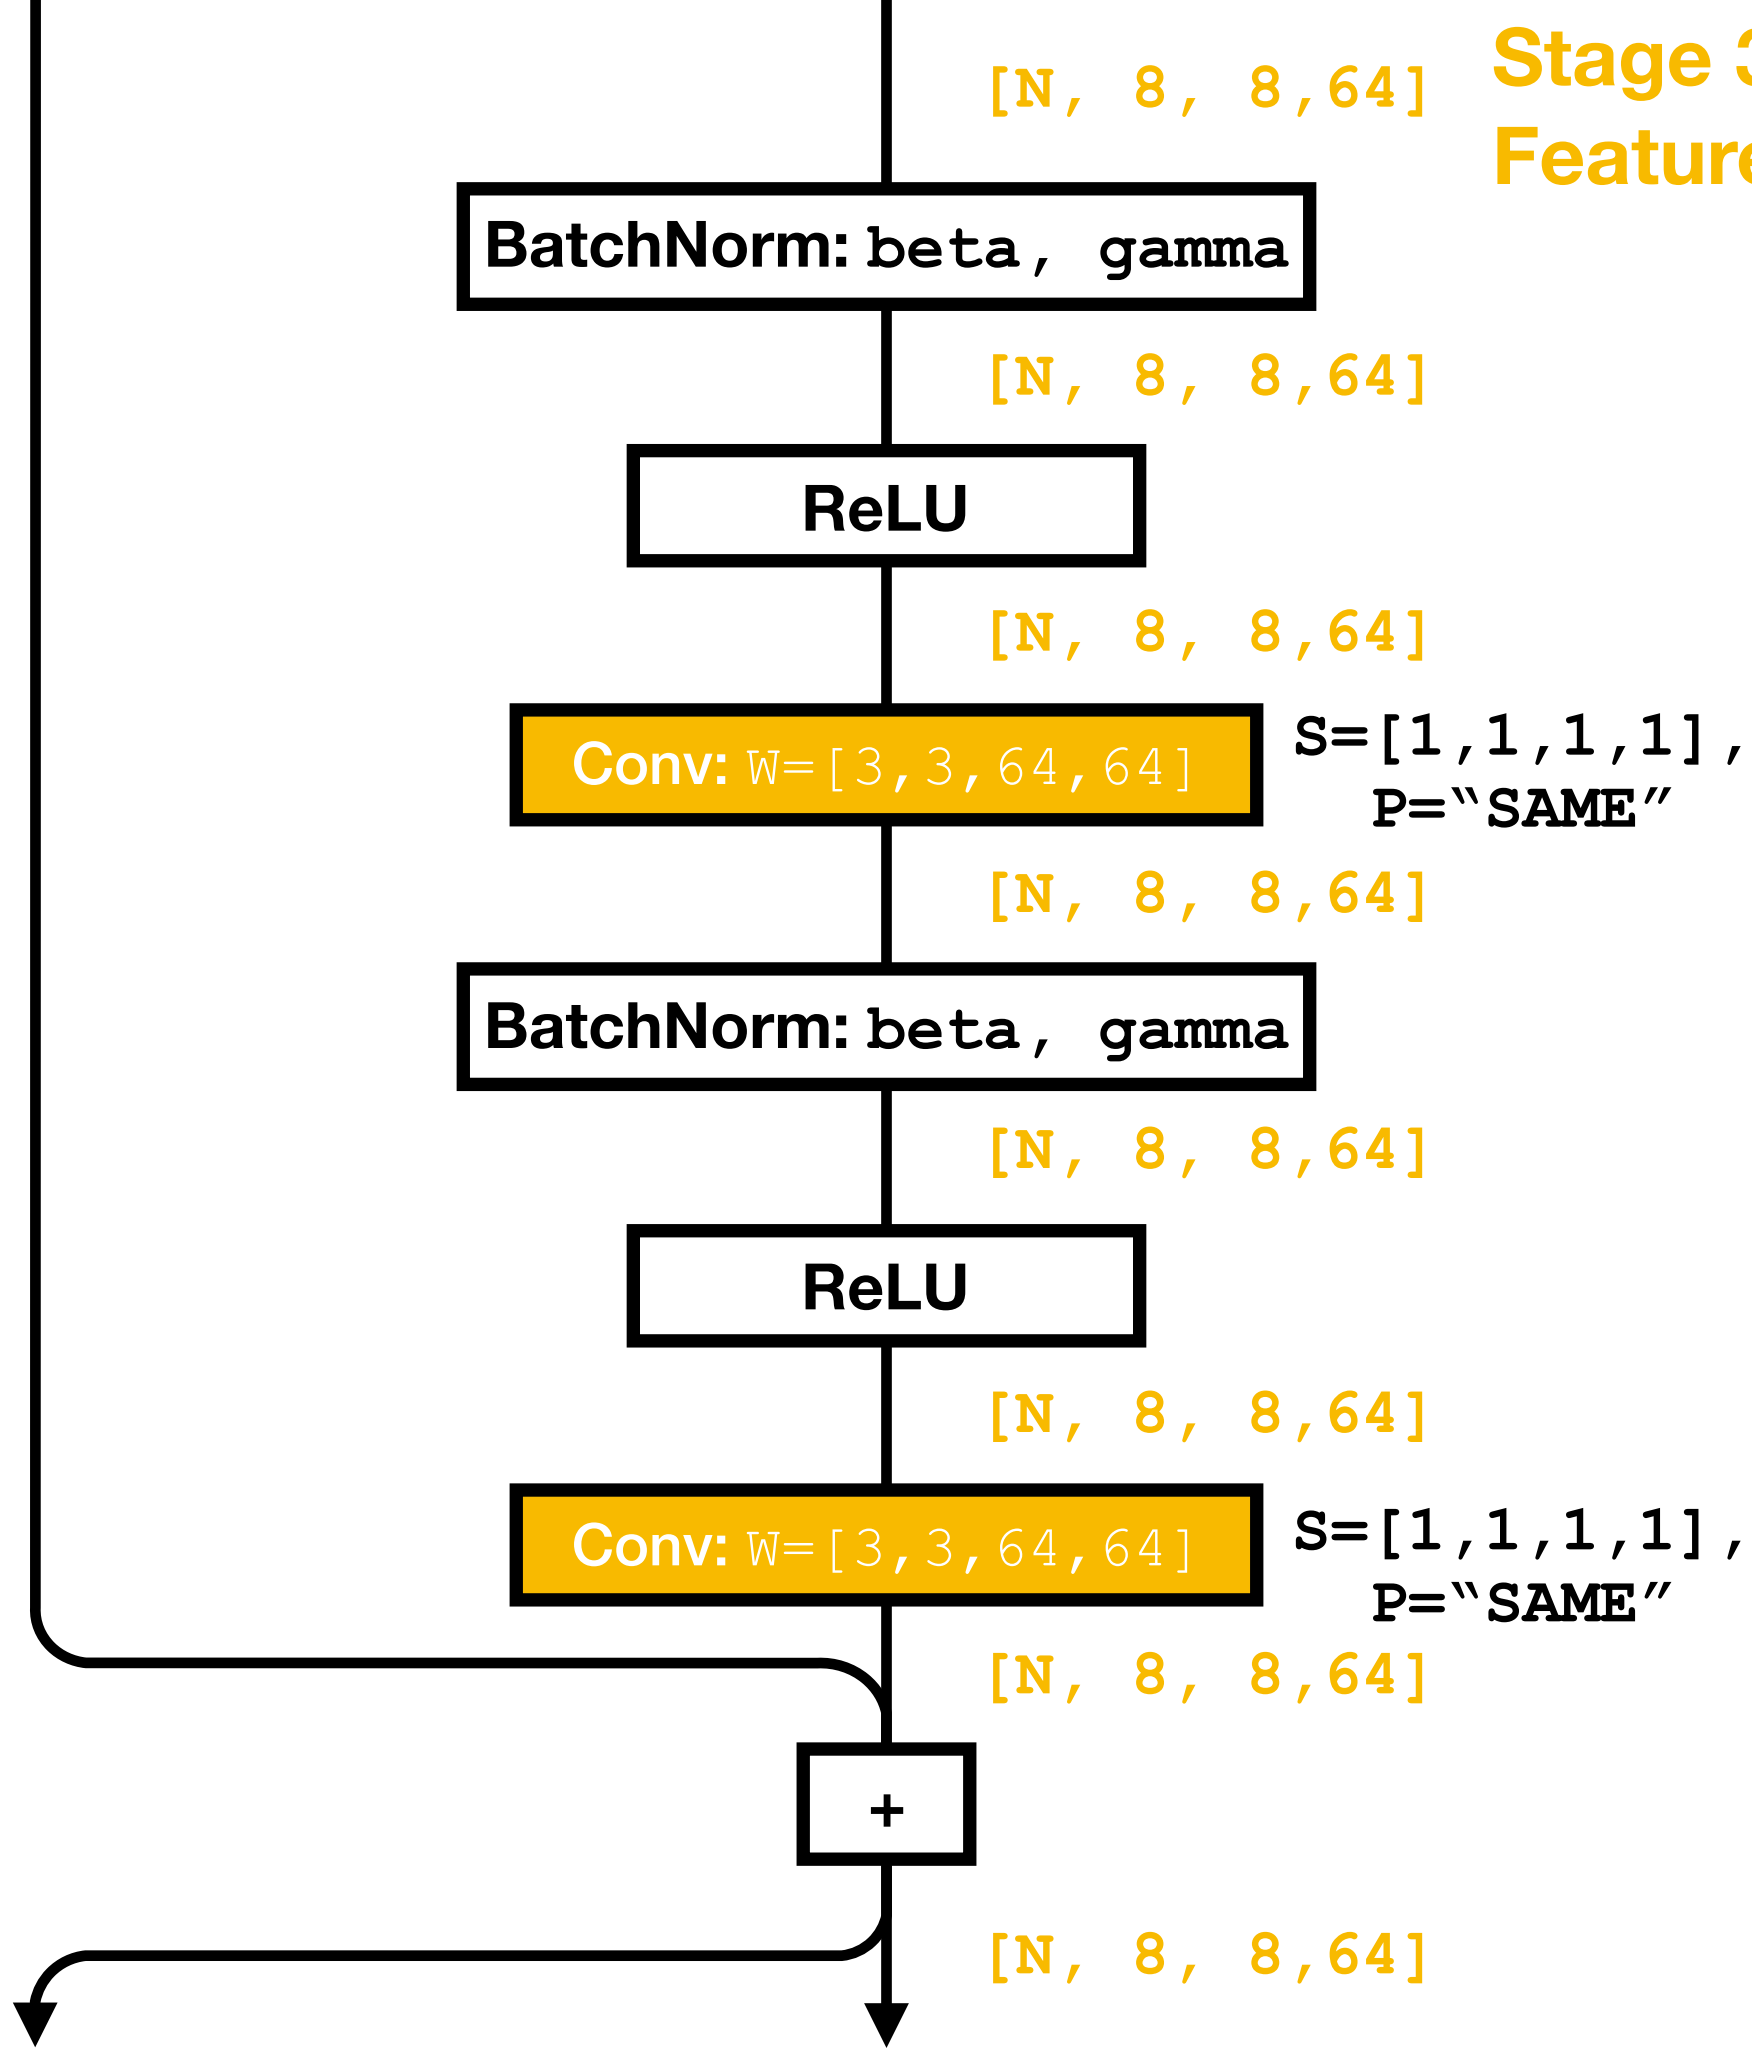 [N, 8, 8,64]
Stage 3
Feature
BatchNorm: beta, gamma
[N, 8, 8,64]
ReLU
[N, 8, 8,64]
Conv: W=[3,3,64,64]
S=[1,1,1,1],
P=“SAME”
[N, 8, 8,64]
BatchNorm: beta, gamma
[N, 8, 8,64]
ReLU
[N, 8, 8,64]
Conv: W=[3,3,64,64]
S=[1,1,1,1],
P=“SAME”
[N, 8, 8,64]
+
[N, 8, 8,64]